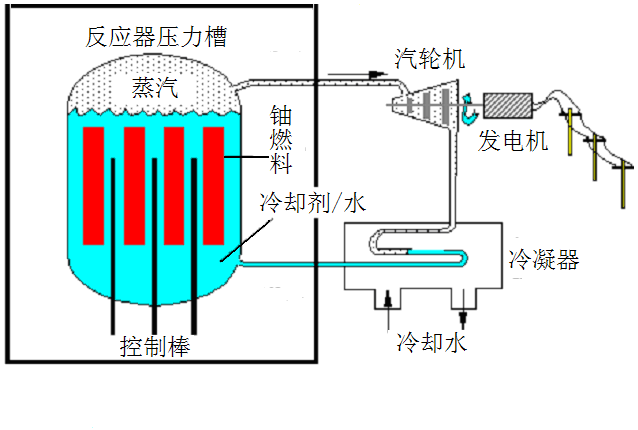 反应器压力槽
蒸汽
汽轮机
铀
燃
料
发电机
冷却剂/水
冷凝器
控制棒
冷却水